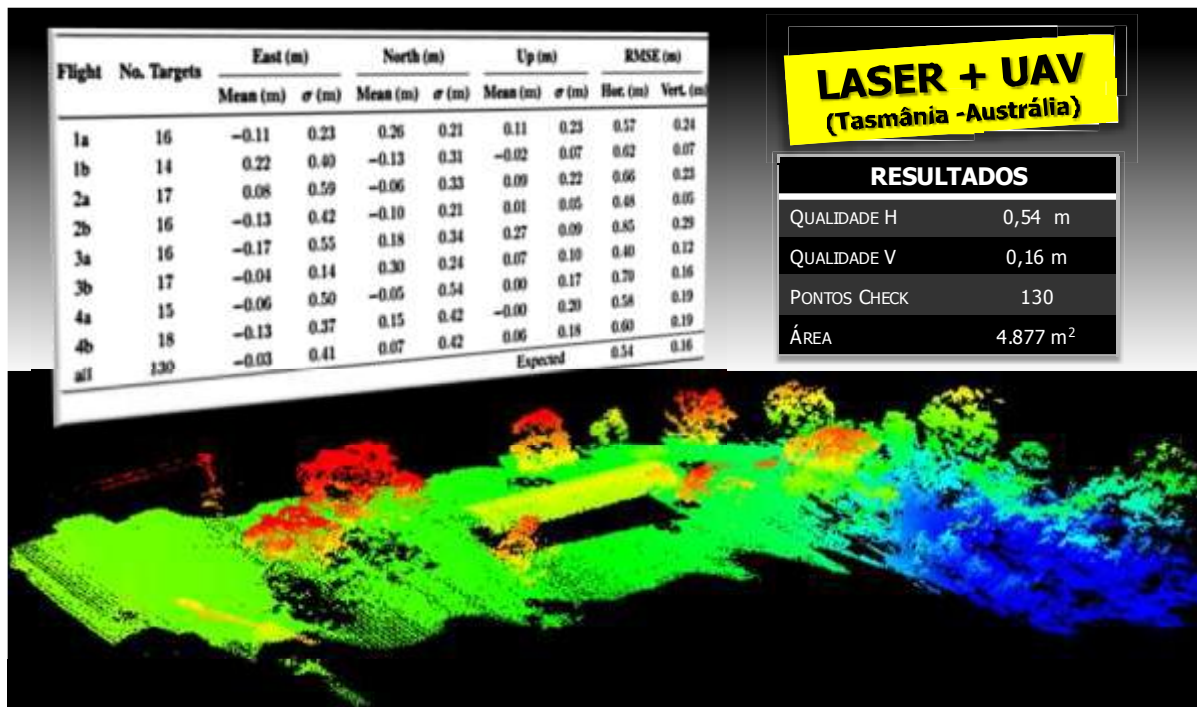 East (m) North (m) Up (m) RMSE (m)
Flight No. Targets
Mean (m) σ (m) Mean (m) σ (m) Mean (m) σ (m) Hor. (m) Vert. (m)
1a 16 −0.11 0.23 0.26 0.21 0.11 0.23 0.57 0.24
1b 14 0.22 0.40 −0.13 0.31 −0.02 0.07 0.62 0.07
2a 17 0.08 0.59 −0.06 0.33 0.09 0.22 0.66 0.23
2b 16 −0.13 0.42 −0.10 0.21 0.01 0.05 0.48 0.05
3a 16 −0.17 0.55 0.18 0.34 0.27 0.09 0.85 0.29
3b 17 −0.04 0.14 0.30 0.24 0.07 0.10 0.40 0.12
4a 15 −0.06 0.50 −0.05 0.54 0.00 0.17 0.70 0.16
4b 18 −0.13 0.37 0.15 0.42 −0.00 0.20 0.58 0.19
all 130 −0.03 0.41 0.07 0.42 0.06 0.18 0.60 0.19
Expected 0.54 0.16
LASER + UAV
(Tasmânia -Austrália)
RESULTADOS
QUALIDADE H 0,54 m
QUALIDADE V 0,16 m
PONTOS CHECK 130
ÁREA 4.877 m²